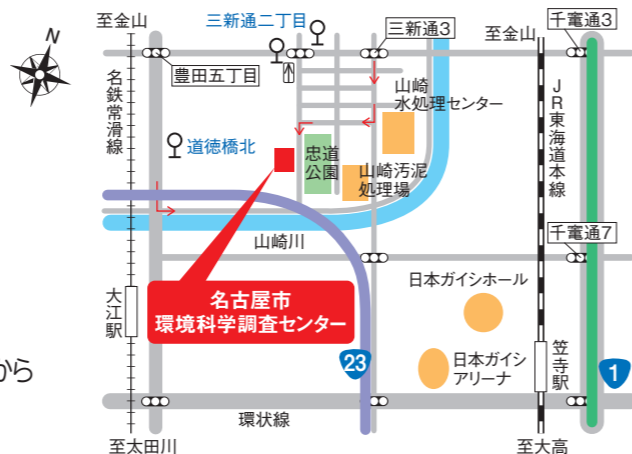 至金山
三新通二丁目
三新通3
至金山
千竃通3
N
豊田五丁目
名鉄常滑線
道徳橋北
忠道
公園
山崎
水処理センター
山崎汚泥
処理場
JR東海道本線
山崎川
千竃通7
大江駅
名古屋市
環境科学調査センター
日本ガイシホール
日本ガイシ
アリーナ
笠寺駅
23
1
から
環状線
至太田川
至大高